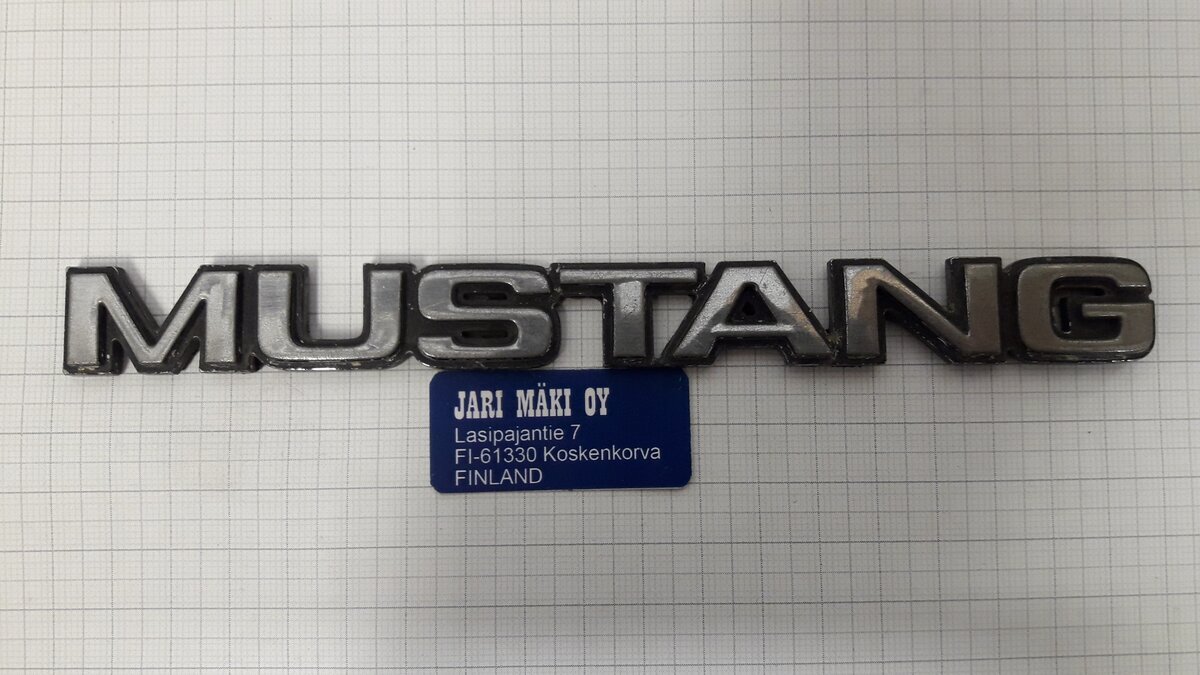 MUSTANG
JARI MÄKI OY
Lasipajantie 7
FI-61330 Koskenkorva
FINLAND